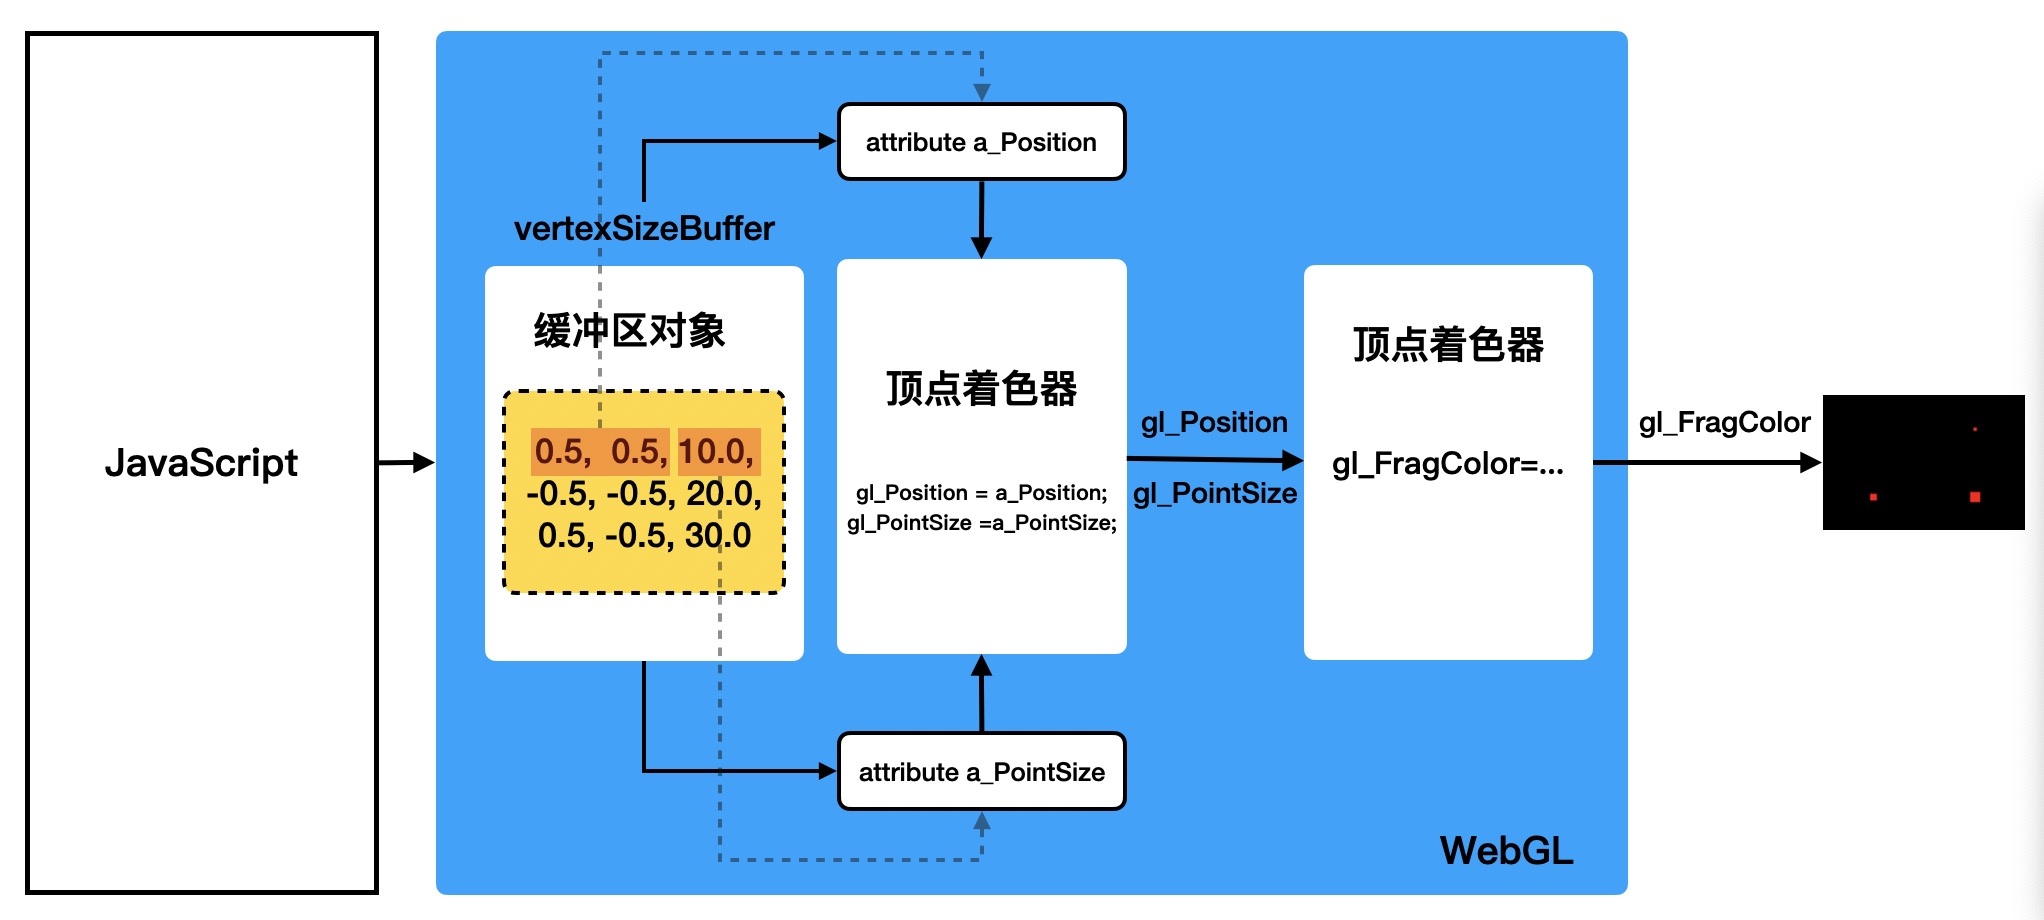 JavaScript
attribute a_Position
vertexSizeBuffer
缓冲区对象
0.5, 0.5, 10.0,
-0.5, -0.5, 20.0,
0.5, -0.5, 30.0
顶点着色器
gl_Position = a_Position;
gl_PointSize =a_PointSize;
attribute a_PointSize
gl_Position
gl_PointSize
顶点着色器
gl_FragColor=...
gl_FragColor
WebGL